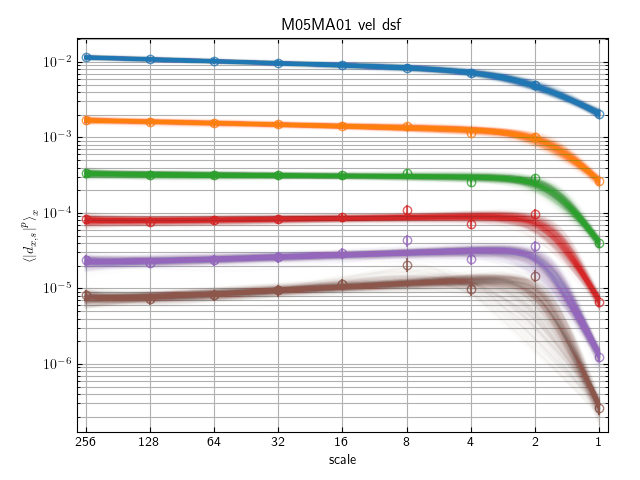 M05MA01 vel dsf
⟨|d_{x,s}|^p⟩_x
10^{-2}
10^{-3}
10^{-4}
10^{-5}
10^{-6}
256 128 64 32 16 8 4 2 1
scale